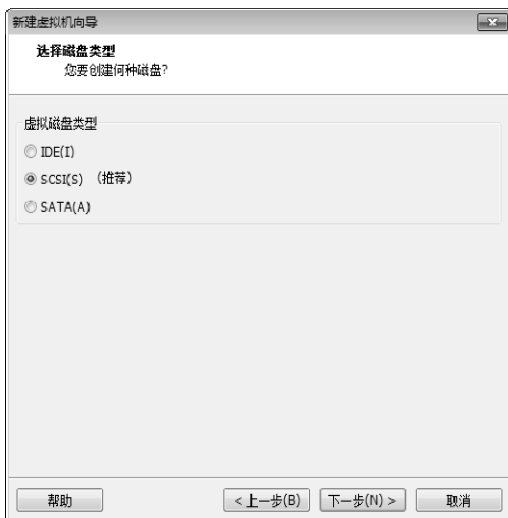 新建虚拟机向导
选择磁盘类型
您要创建何种磁盘?
虚拟磁盘类型
IDE(I)
SCSI(S) (推荐)
SATA(A)
帮助 < 上一步(B) 下一步(N) > 取消